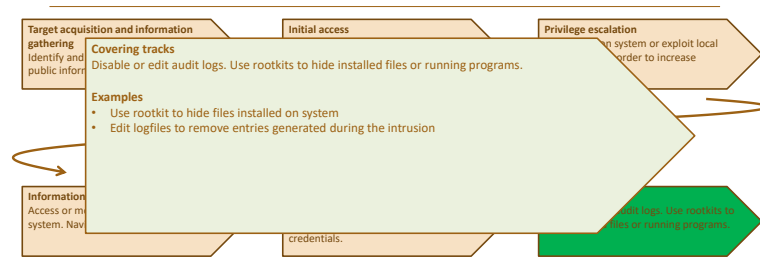 Target acquisition and information
gathering
Identify and
public inforr
Initial access
Privilege escalation
on system or exploit local
order to increase
Covering tracks
Disable or edit audit logs. Use rootkits to hide installed files or running programs.
Examples
• Use rootkit to hide files installed on system
• Edit logfiles to remove entries generated during the intrusion
Information
Access or m
system. Nav
credentials.
audit logs. Use rootkits to
files or running programs.